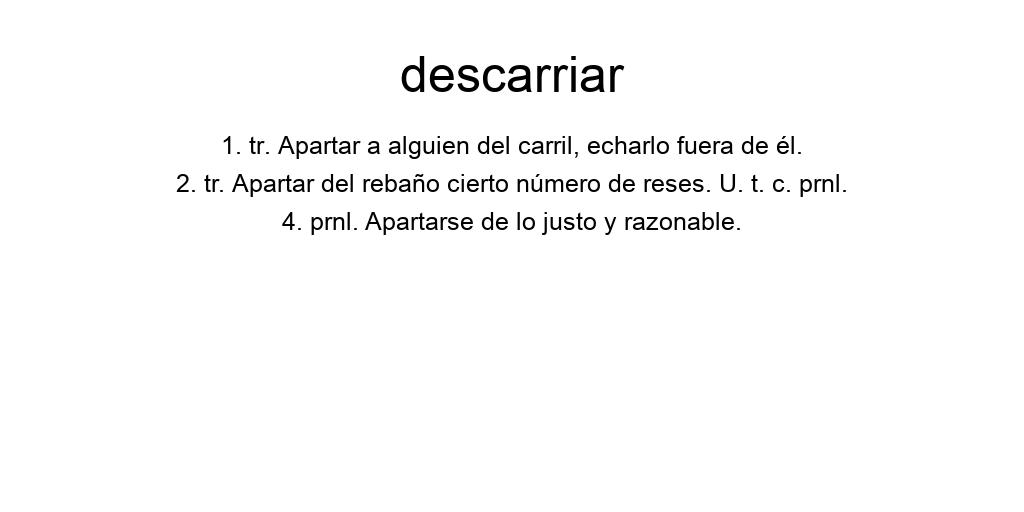 descarriar
1. tr. Apartar a alguien del carril, echarlo fuera de él.
2. tr. Apartar del rebaño cierto número de reses. U. t. c. prnl.
4. prnl. Apartarse de lo justo y razonable.